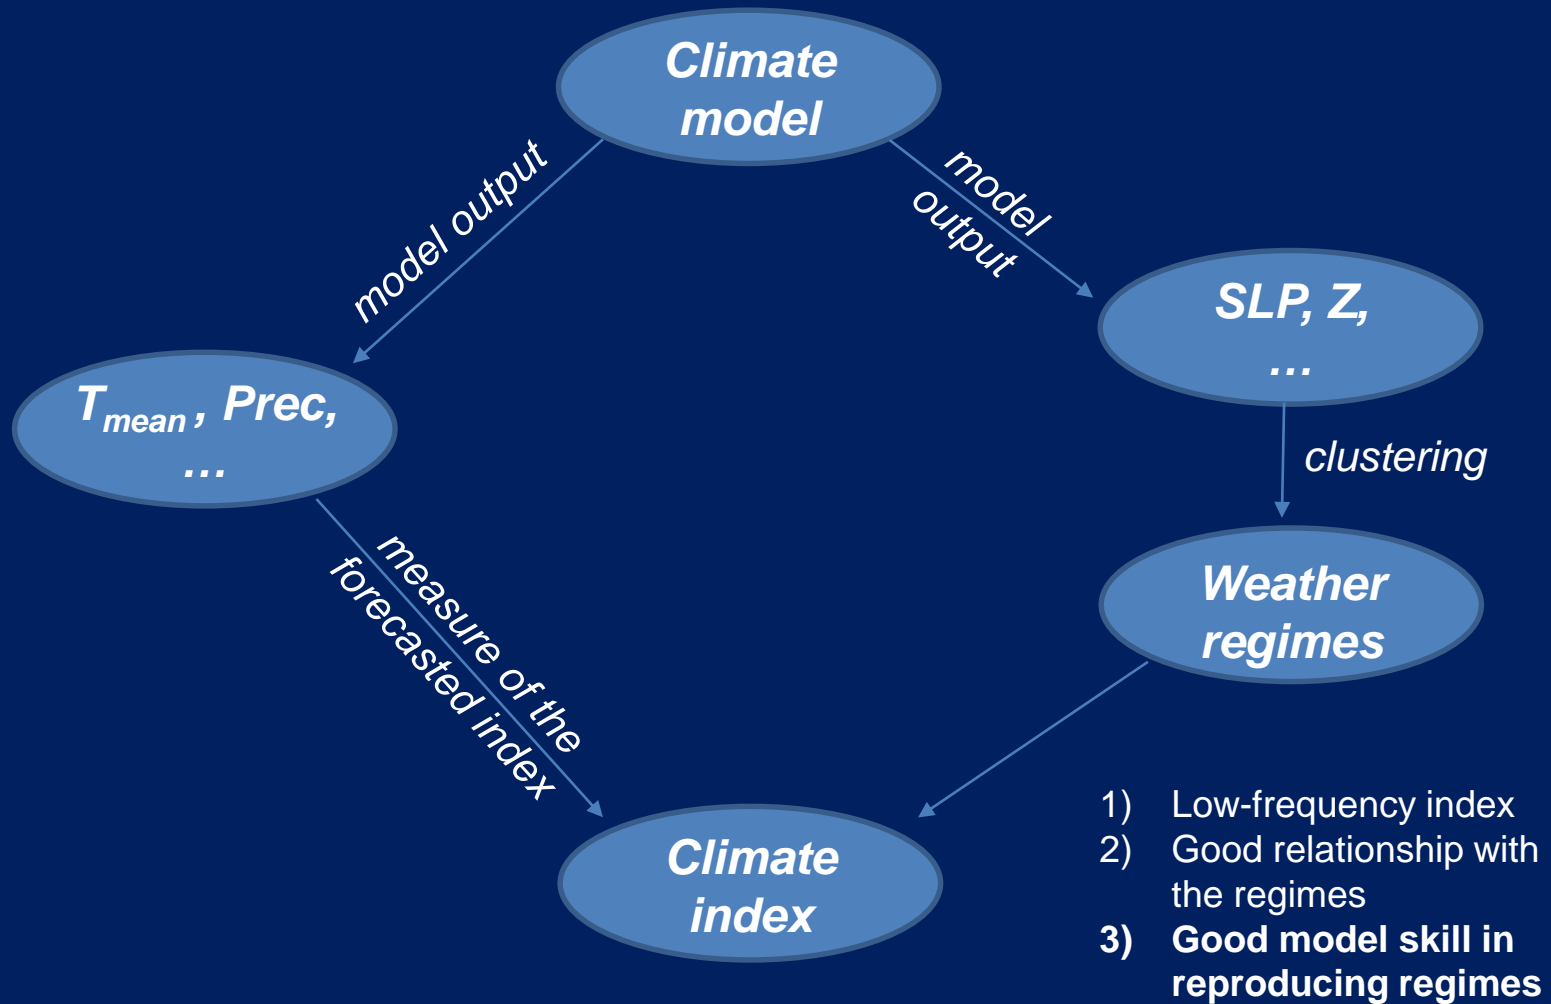 Climate
model
model output
model
output
SLP, Z,
...
T_mean , Prec,
...
clustering
measure of the
forecasted index
Weather
regimes
Climate
index
1) Low-frequency index
2) Good relationship with
the regimes
3) Good model skill in
reproducing regimes